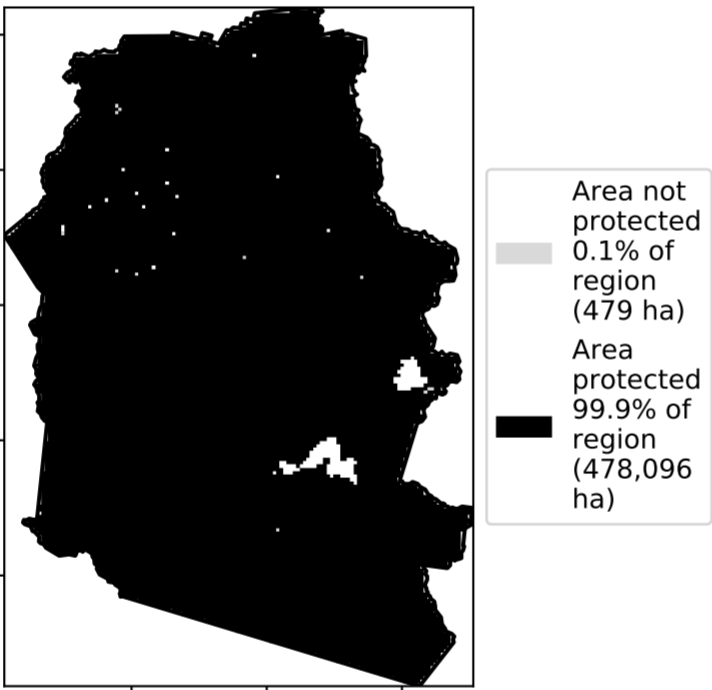 Area not
protected
0.1% of
region
(479 ha)
Area
protected
99.9% of
region
(478,096
ha)